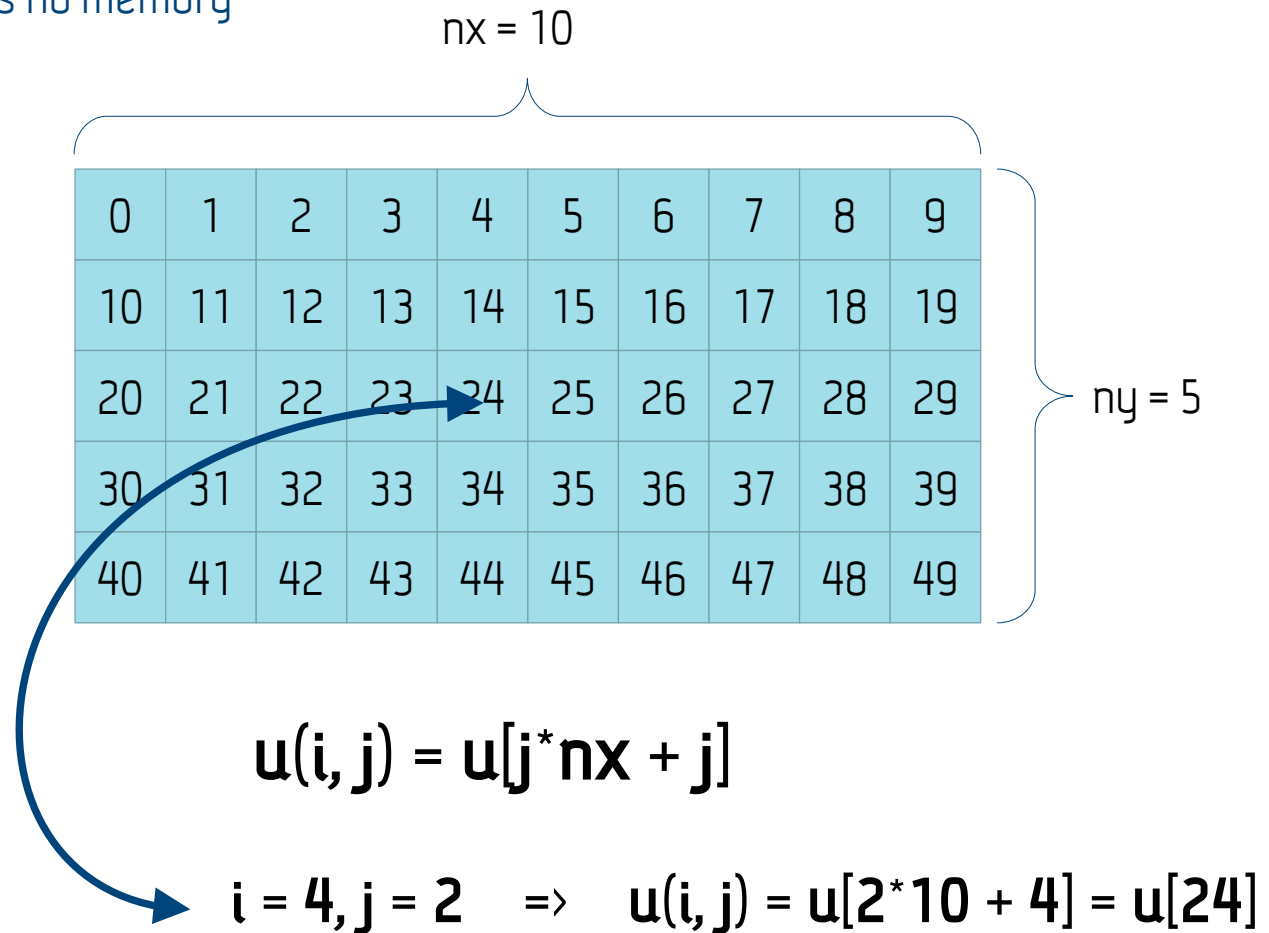 s no memory
nx = 10
0 1 2 3 4 5 6 7 8 9
10 11 12 13 14 15 16 17 18 19
20 21 22 23 24 25 26 27 28 29
ny = 5
30 31 32 33 34 35 36 37 38 39
40 41 42 43 44 45 46 47 48 49
u(i, j) = u[j*nx + j]
i = 4, j = 2 => u(i, j) = u[2*10 + 4] = u[24]